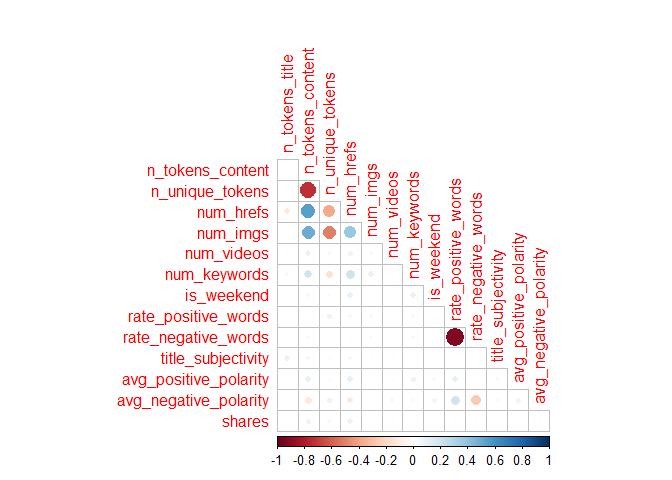 n_tokens_title
n_tokens_content
n_unique_tokens
num_hrefs
num_imgs
num_videos
num_keywords
is_weekend
rate_positive_words
rate_negative_words
title_subjectivity
avg_positive_polarity
avg_negative_polarity
n_tokens_content
n_unique_tokens
num_hrefs
num_imgs
num_videos
num_keywords
is_weekend
rate_positive_words
rate_negative_words
title_subjectivity
avg_positive_polarity
avg_negative_polarity
shares
-1 -0.8 -0.6 -0.4 -0.2 0 0.2 0.4 0.6 0.8 1